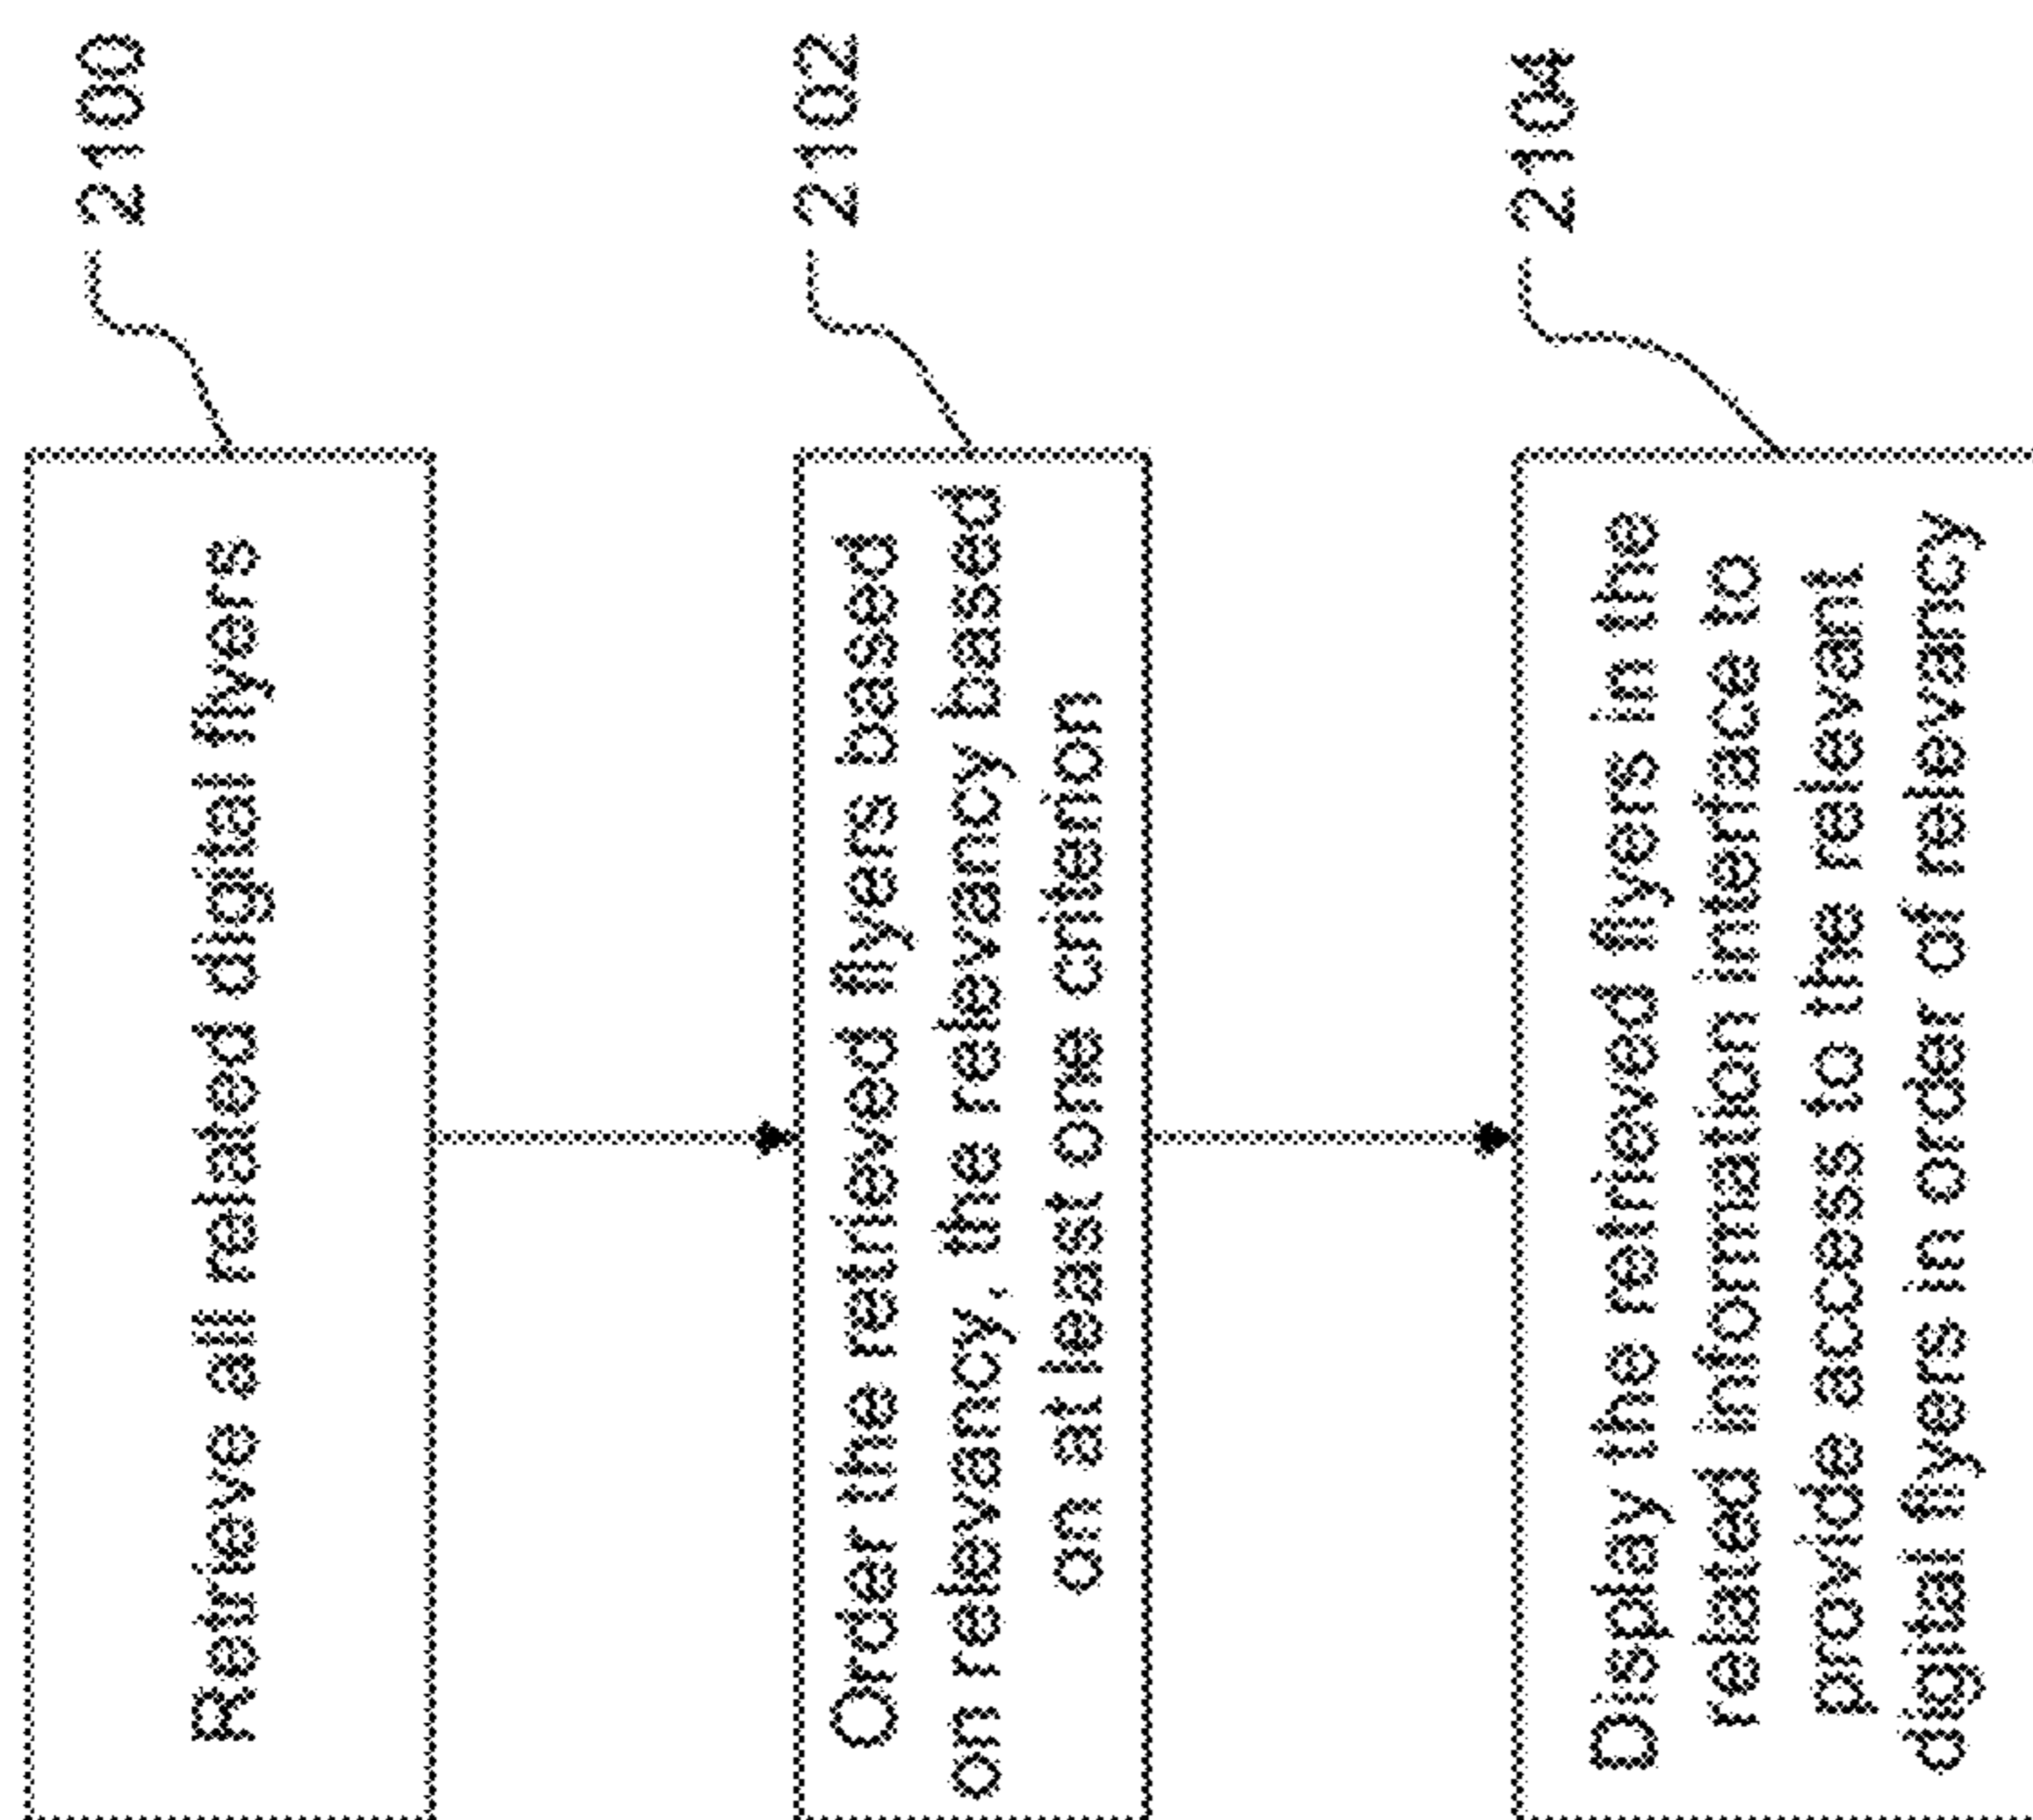 Retrieve all related digital flyers
2100
Order the retrieved flyers based
on relevancy, the relevancy based
on at least one criterion
2102
Display the retrieved flyers in the
related information interface to
provide access to the relevant
digital flyers in order of relevancy
2104